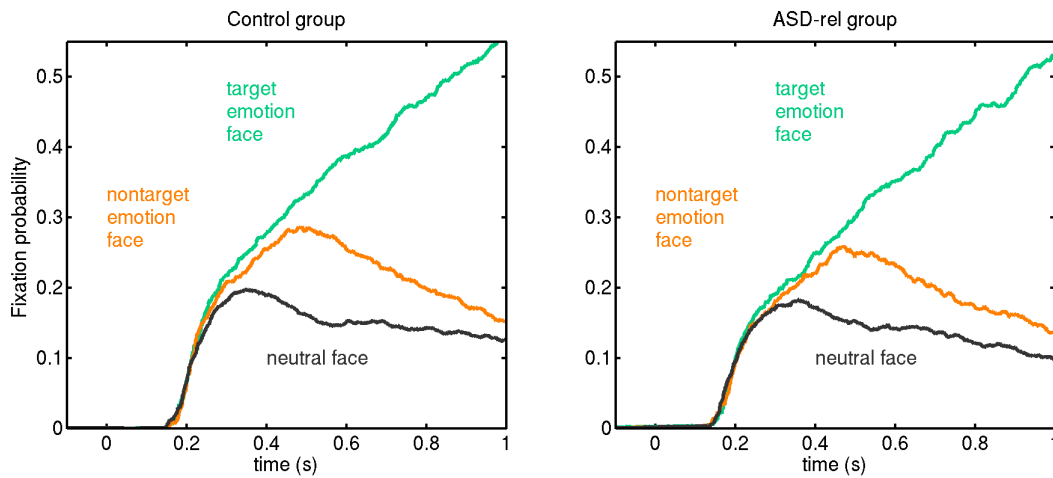 Control group
Fixation probability
0.5
0.4
0.3
0.2
0.1
0
target
emotion
face
nontarget
emotion
face
neutral face
0
0.2
0.4
0.6
0.8
1
time (s)
ASD-rel group
0.5
0.4
0.3
0.2
0.1
0
target
emotion
face
nontarget
emotion
face
neutral face
0
0.2
0.4
0.6
0.8
1
time (s)